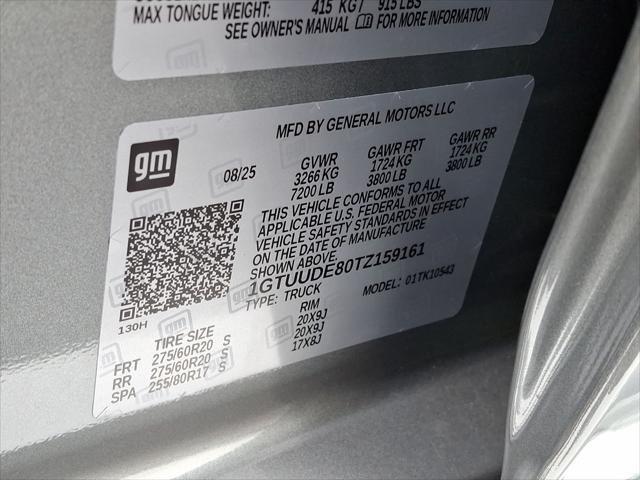 MAX TONGUE WEIGHT: 415 KG / 915 LBS
SEE OWNER'S MANUAL FOR MORE INFORMATION
MFD BY GENERAL MOTORS LLC
gm
08/25 GVWR GAWR FRT GAWR RR
3266 KG 1724 KG 1724 KG
7200 LB 3800 LB 3800 LB
THIS VEHICLE CONFORMS TO ALL
APPLICABLE U.S. FEDERAL MOTOR
VEHICLE SAFETY STANDARDS IN EFFECT
ON THE DATE OF MANUFACTURE
SHOWN ABOVE.
1GTUUDE80TZ159161
TYPE: TRUCK MODEL: 01TK10543
130H
TIRE SIZE RIM
FRT 275/60R20 S 20X9J
RR 275/60R20 S 20X9J
SPA 255/80R17 S 17X8J